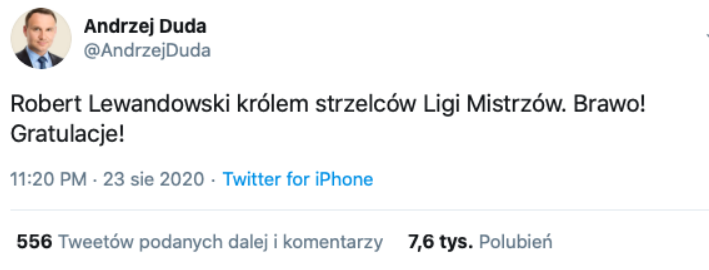 Andrzej Duda
@AndrzejDuda
Robert Lewandowski królem strzelców Ligi Mistrzów. Brawo!
Gratulacje!
11:20 PM · 23 sie 2020 · Twitter for iPhone
556 Tweetów podanych dalej i komentarzy 7,6 tys. Polubień